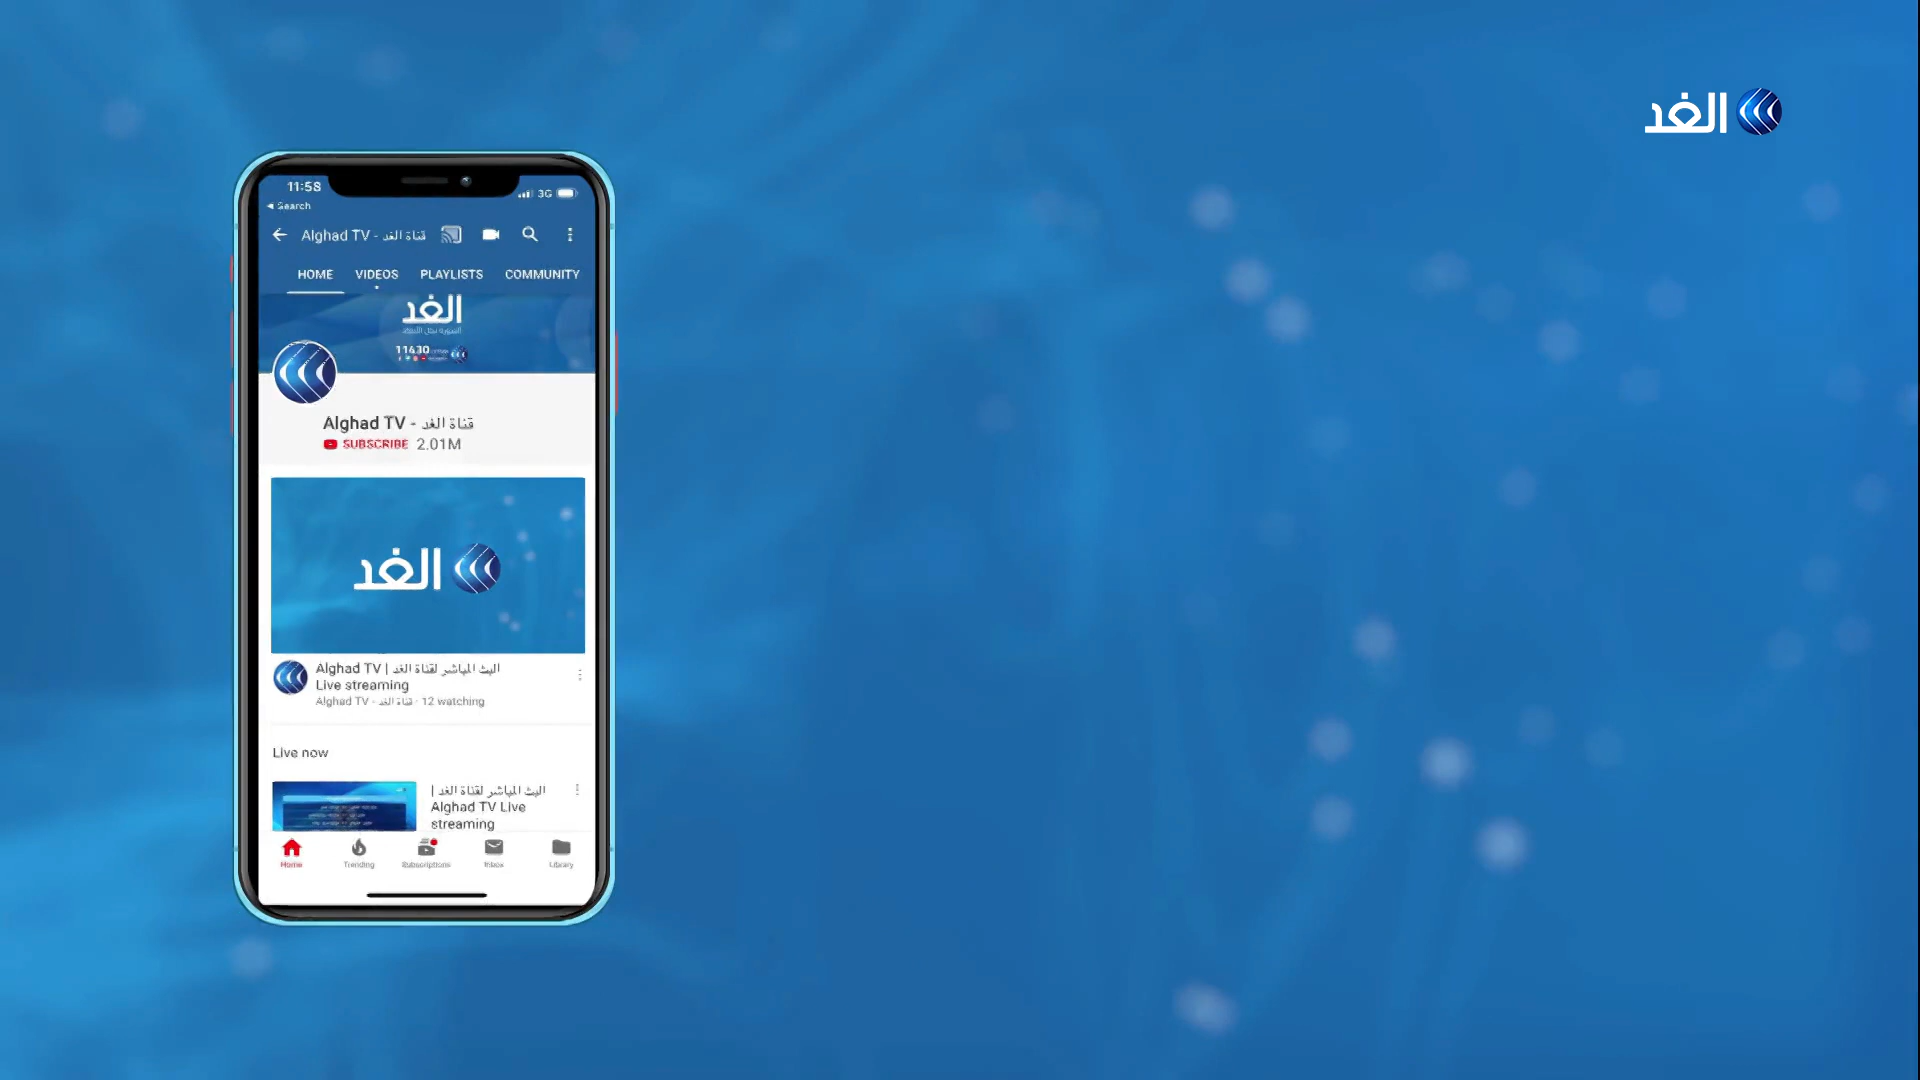 الغد
11:58
3G
Search
Alghad TV - قناة الغد
HOME VIDEOS PLAYLISTS COMMUNITY
الغد
11630
Alghad TV - قناة الغد
SUBSCRIBE 2.01M
الغد
Alghad TV | البث المباشر لقناة الغد
Live streaming
Alghad TV - قناة الغد · 12 watching
Live now
البث المباشر لقناة الغد |
Alghad TV Live
streaming
Home Trending Subscriptions Inbox Library